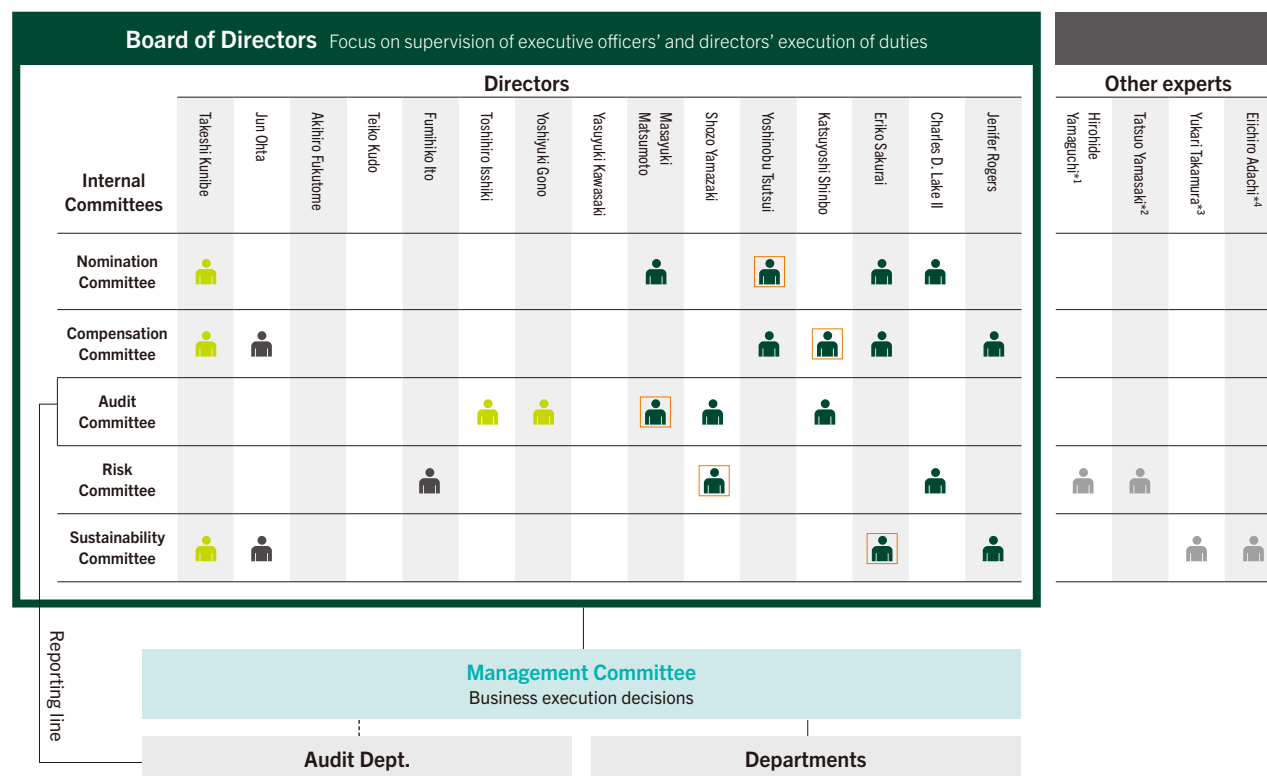 Board of Directors Focus on supervision of executive officers' and directors' execution of duties
Directors
Other experts
Internal
Committees
Takeshi Kunibe
Jun Ohta
Akihiro Fukutome
Teiko Kudo
Fumihiko Ito
Toshihiro Isshiki
Yoshiyuki Gono
Yasuyuki Kawasaki
Masayuki
Matsumoto
Shozo Yamazaki
Yoshinobu Tsutsui
Katsuyoshi Shinbo
Eriko Sakurai
Charles D. Lake II
Jenifer Rogers
Hirohide
Yamaguchi*1
Tatsuo Yamasaki*2
Yukari Takamura*3
Eiichiro Adachi*4
Nomination
Committee
Compensation
Committee
Audit
Committee
Risk
Committee
Sustainability
Committee
Reporting line
Management Committee
Business execution decisions
Audit Dept.
Departments